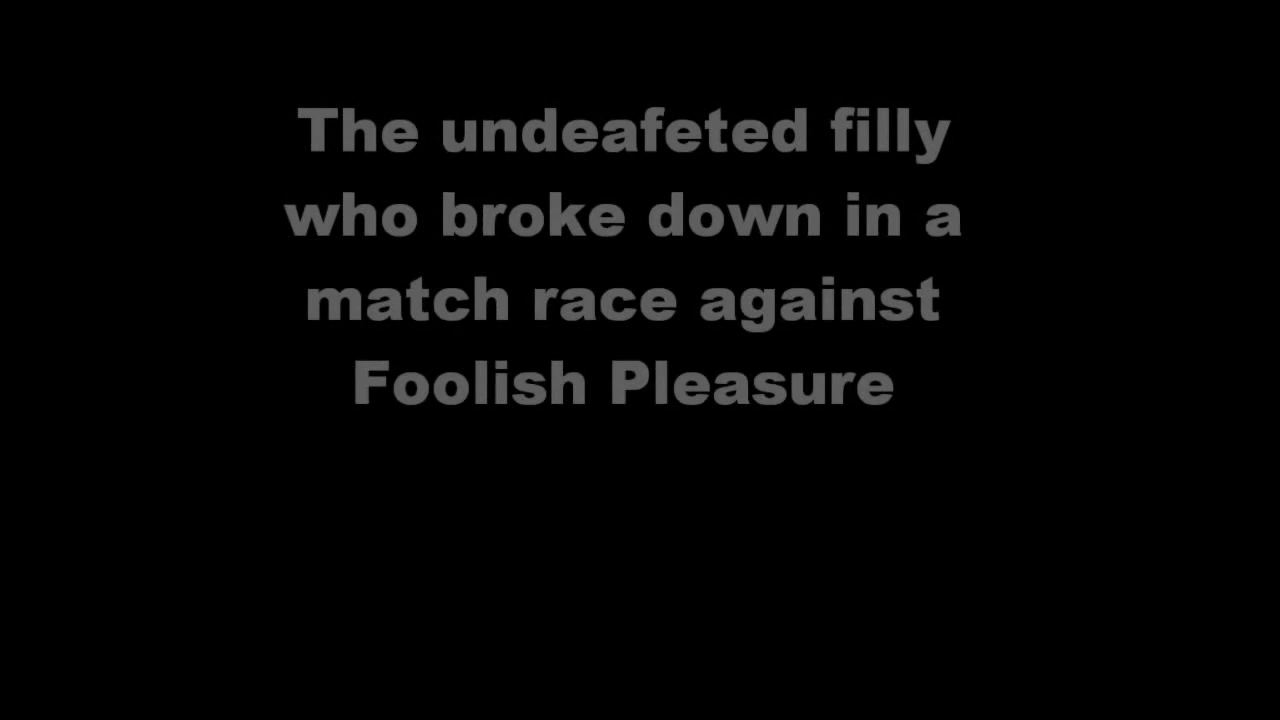 The undeafeted filly
who broke down in a
match race against
Foolish Pleasure